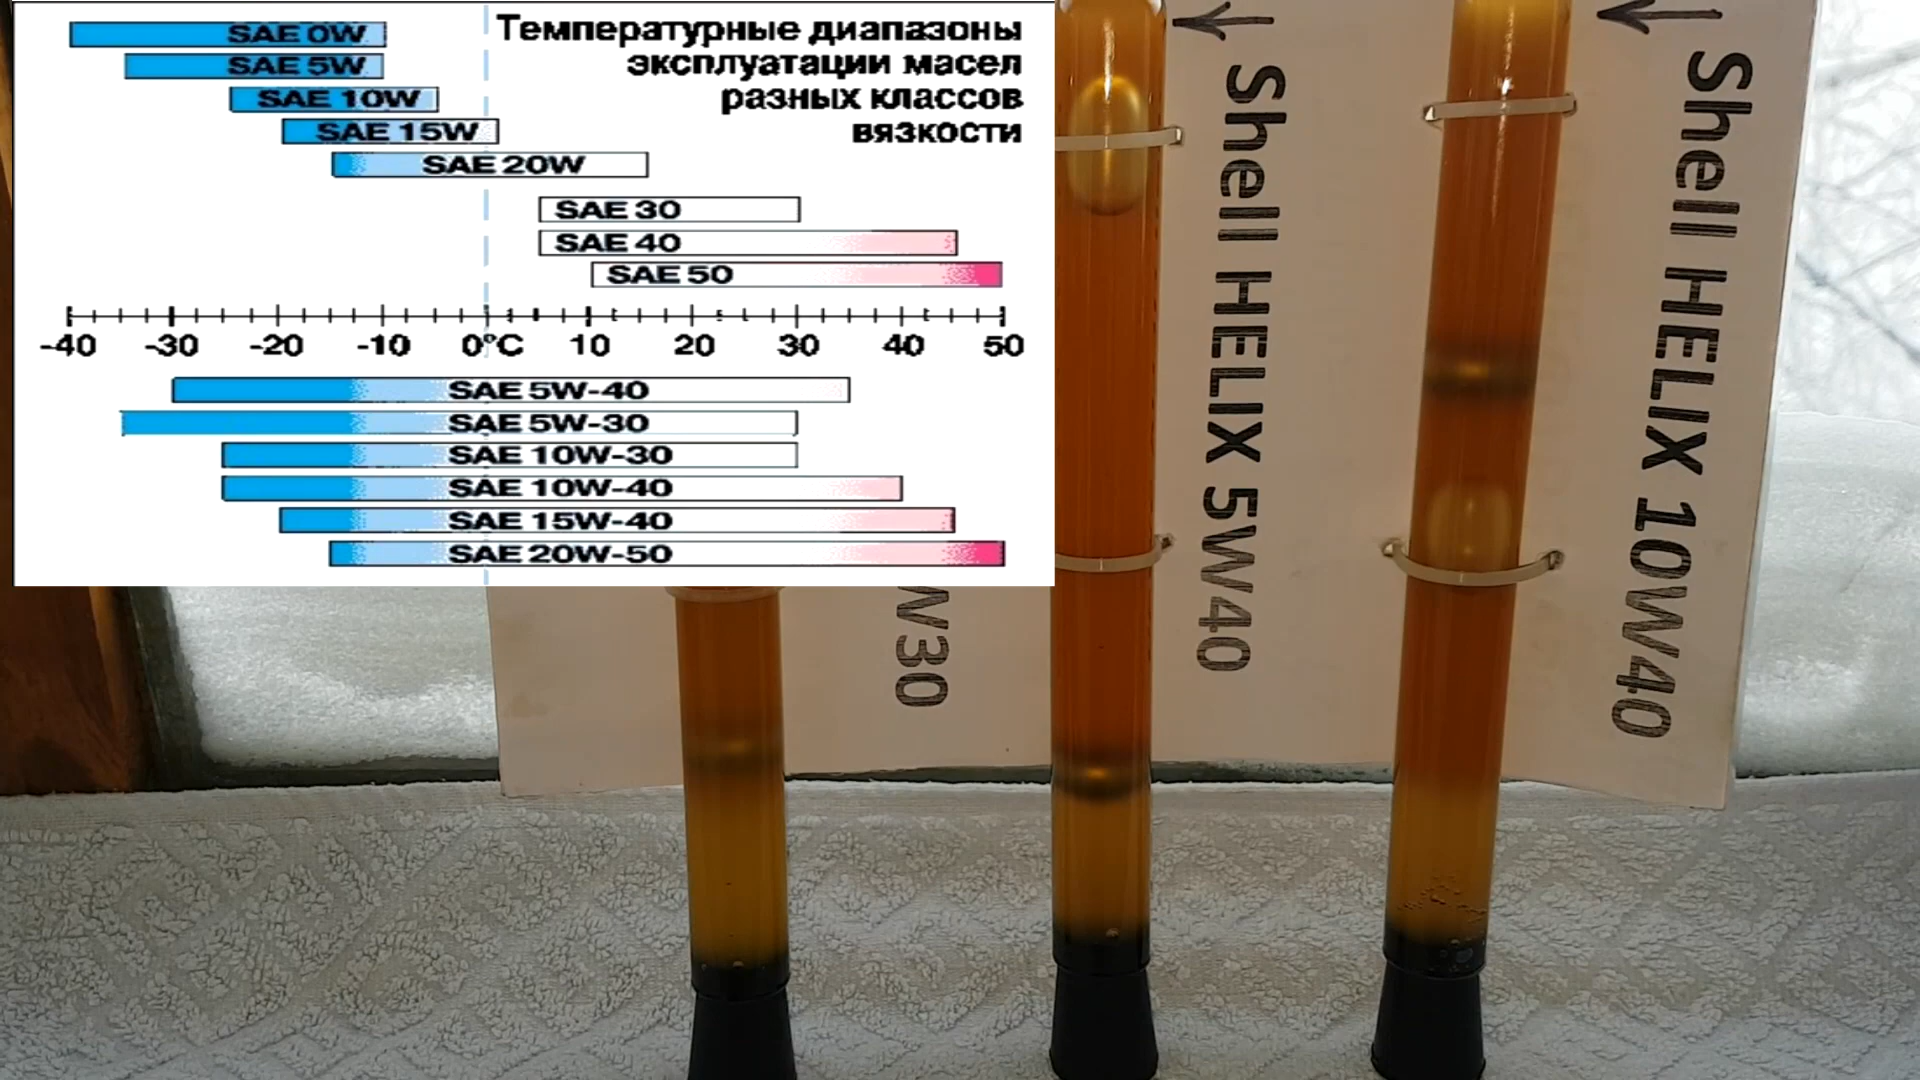 SAE 0W
SAE 5W
SAE 10W
SAE 15W
SAE 20W
Температурные диапазоны
эксплуатации масел
разных классов
вязкости
SAE 30
SAE 40
SAE 50
-40 -30 -20 -10 0°C 10 20 30 40 50
SAE 5W-40
SAE 5W-30
SAE 10W-30
SAE 10W-40
SAE 15W-40
SAE 20W-50
W30
Shell HELIX 5W40
Shell HELIX 10W40